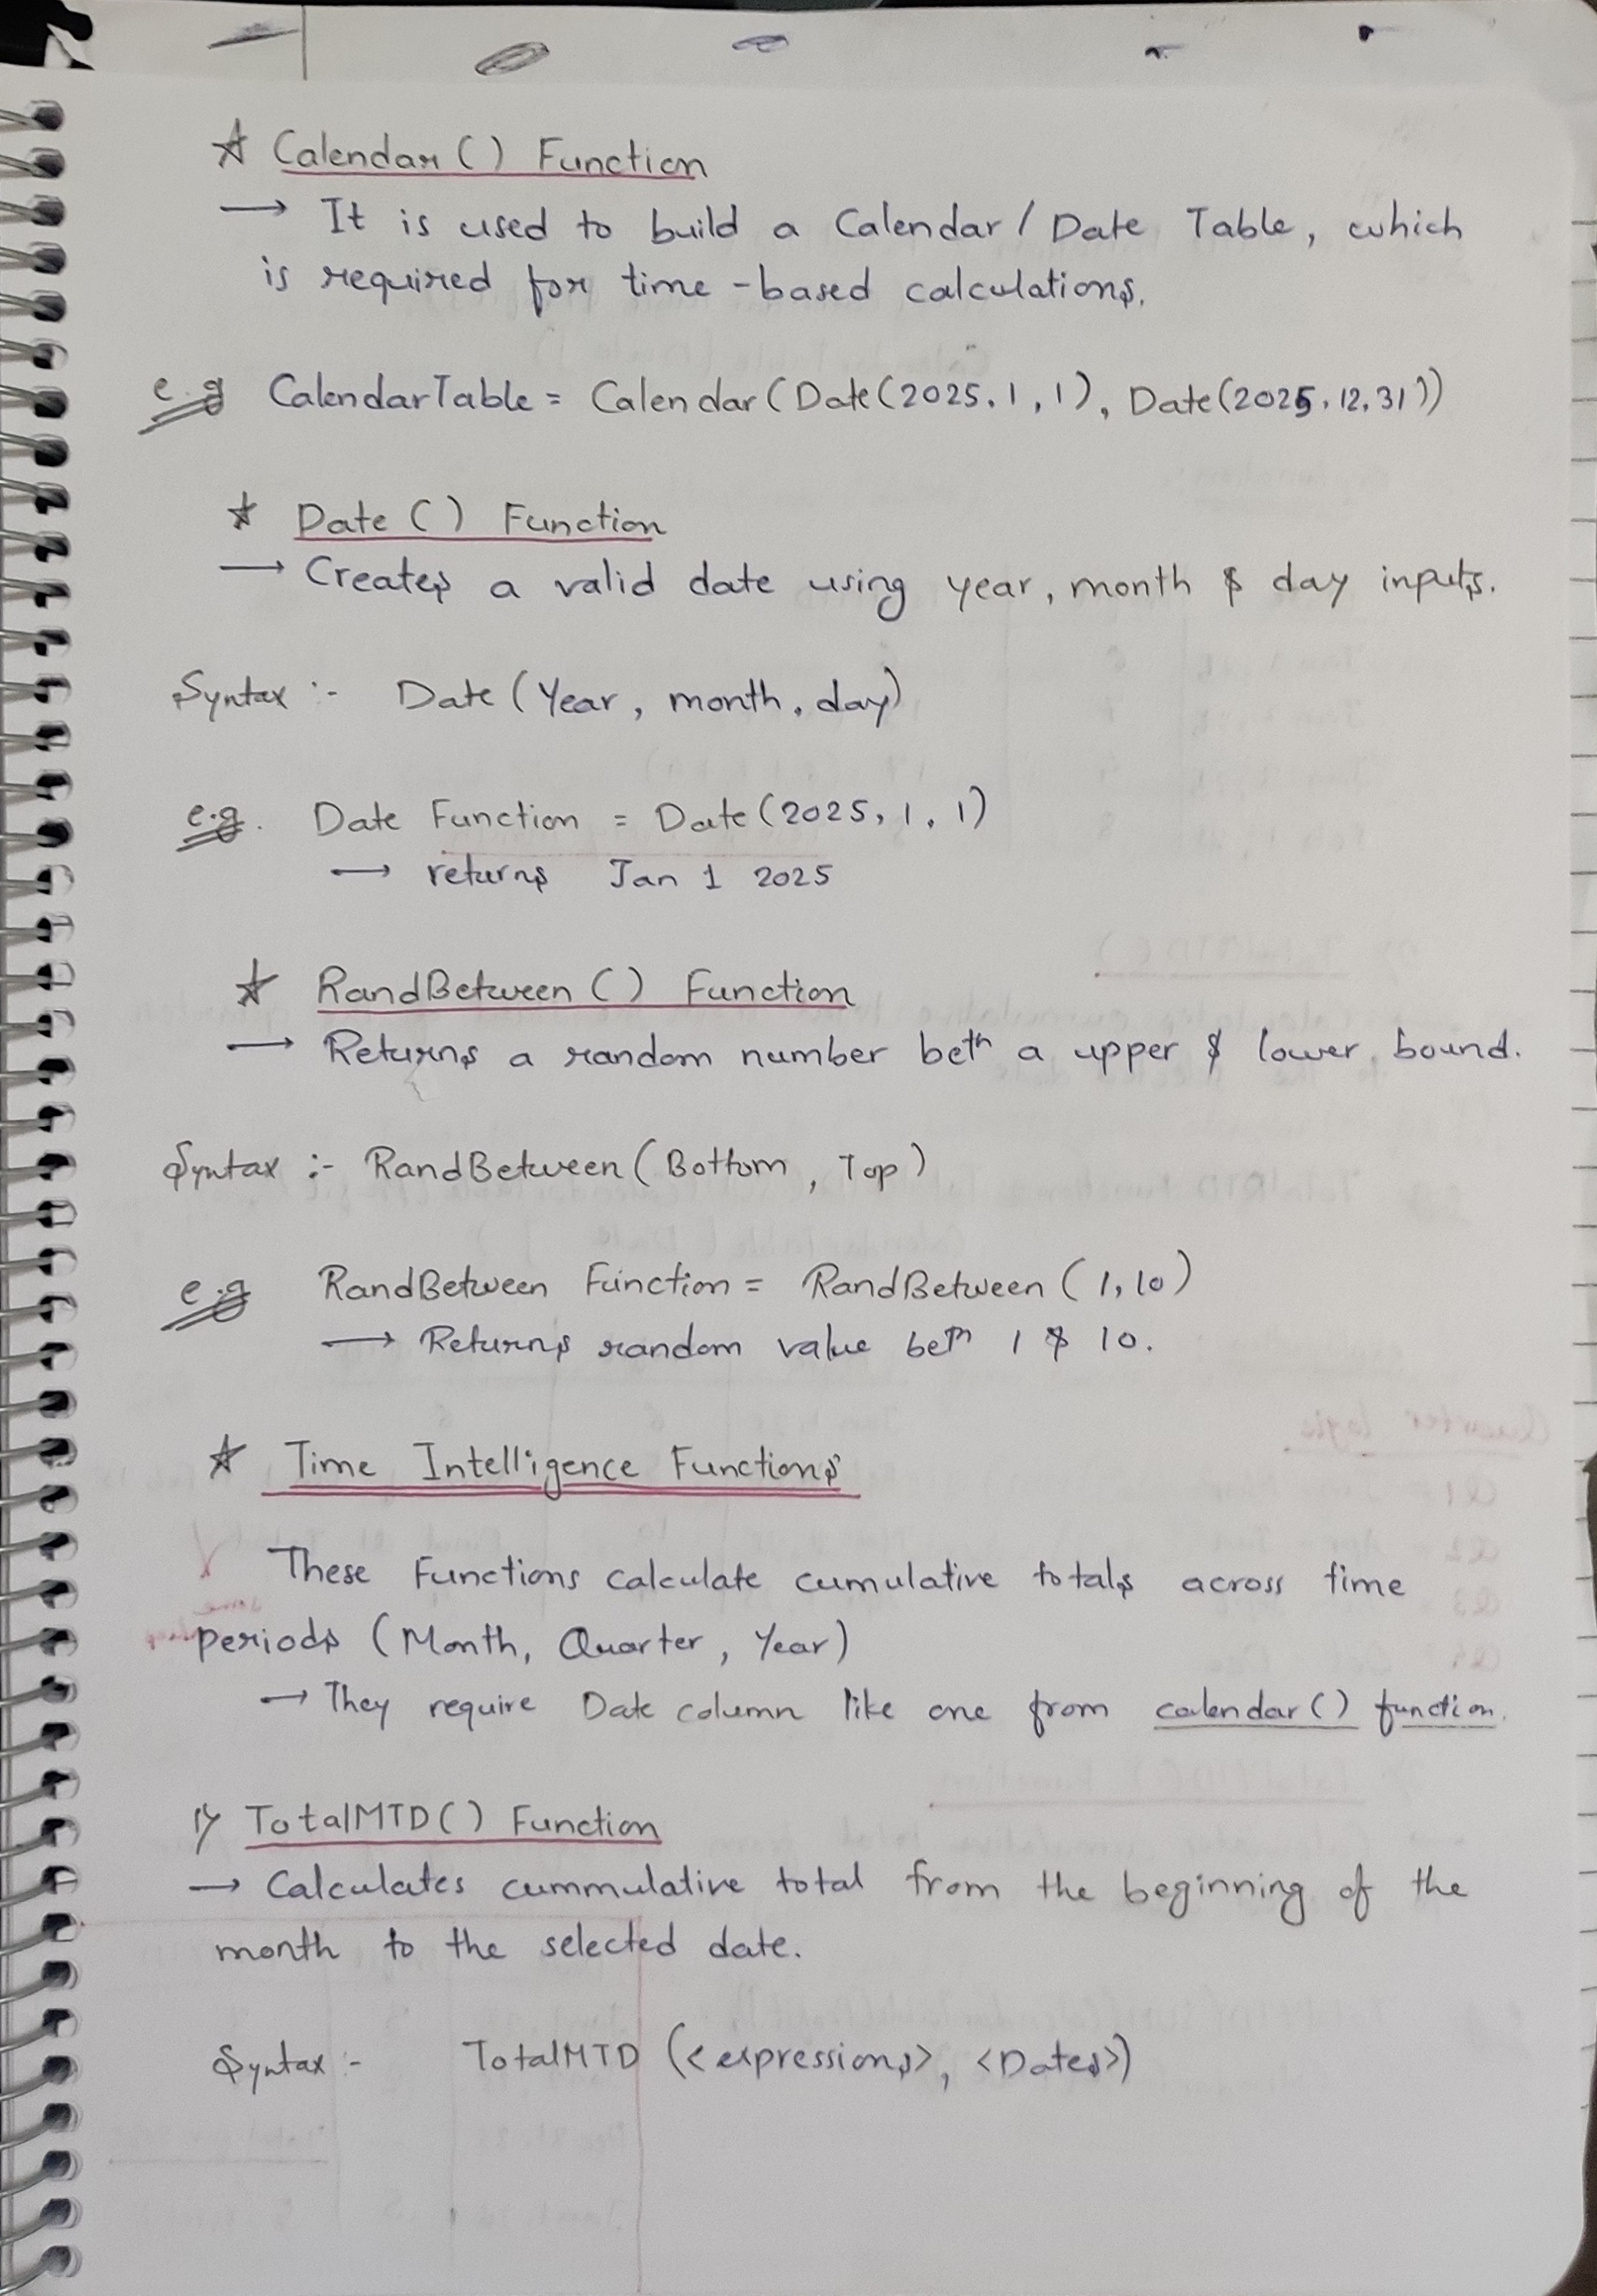 ☆ Calendar () Function
→ It is used to build a Calendar / Date Table, which
is required for time-based calculations.
e.g CalendarTable = Calendar (Date (2025, 1, 1), Date (2025, 12, 31))
☆ Date () Function
→ Creates a valid date using year, month & day inputs.
Syntax :- Date (Year, month, day)
e.g. Date Function = Date (2025, 1, 1)
→ returns Jan 1 2025
☆ RandBetween () Function
→ Returns a random number betⁿ a upper & lower bound.
Syntax :- RandBetween (Bottom, Top)
e.g RandBetween Function = RandBetween (1, 10)
→ Returns random value betⁿ 1 & 10.
☆ Time Intelligence Functions
These Functions calculate cumulative totals across time
periods (Month, Quarter, Year)
→ They require Date column like one from calendar () function.
1) TotalMTD () Function
→ Calculates cummulative total from the beginning of the
month to the selected date.
Syntax :- TotalMTD (<expressions>, <Dates>)